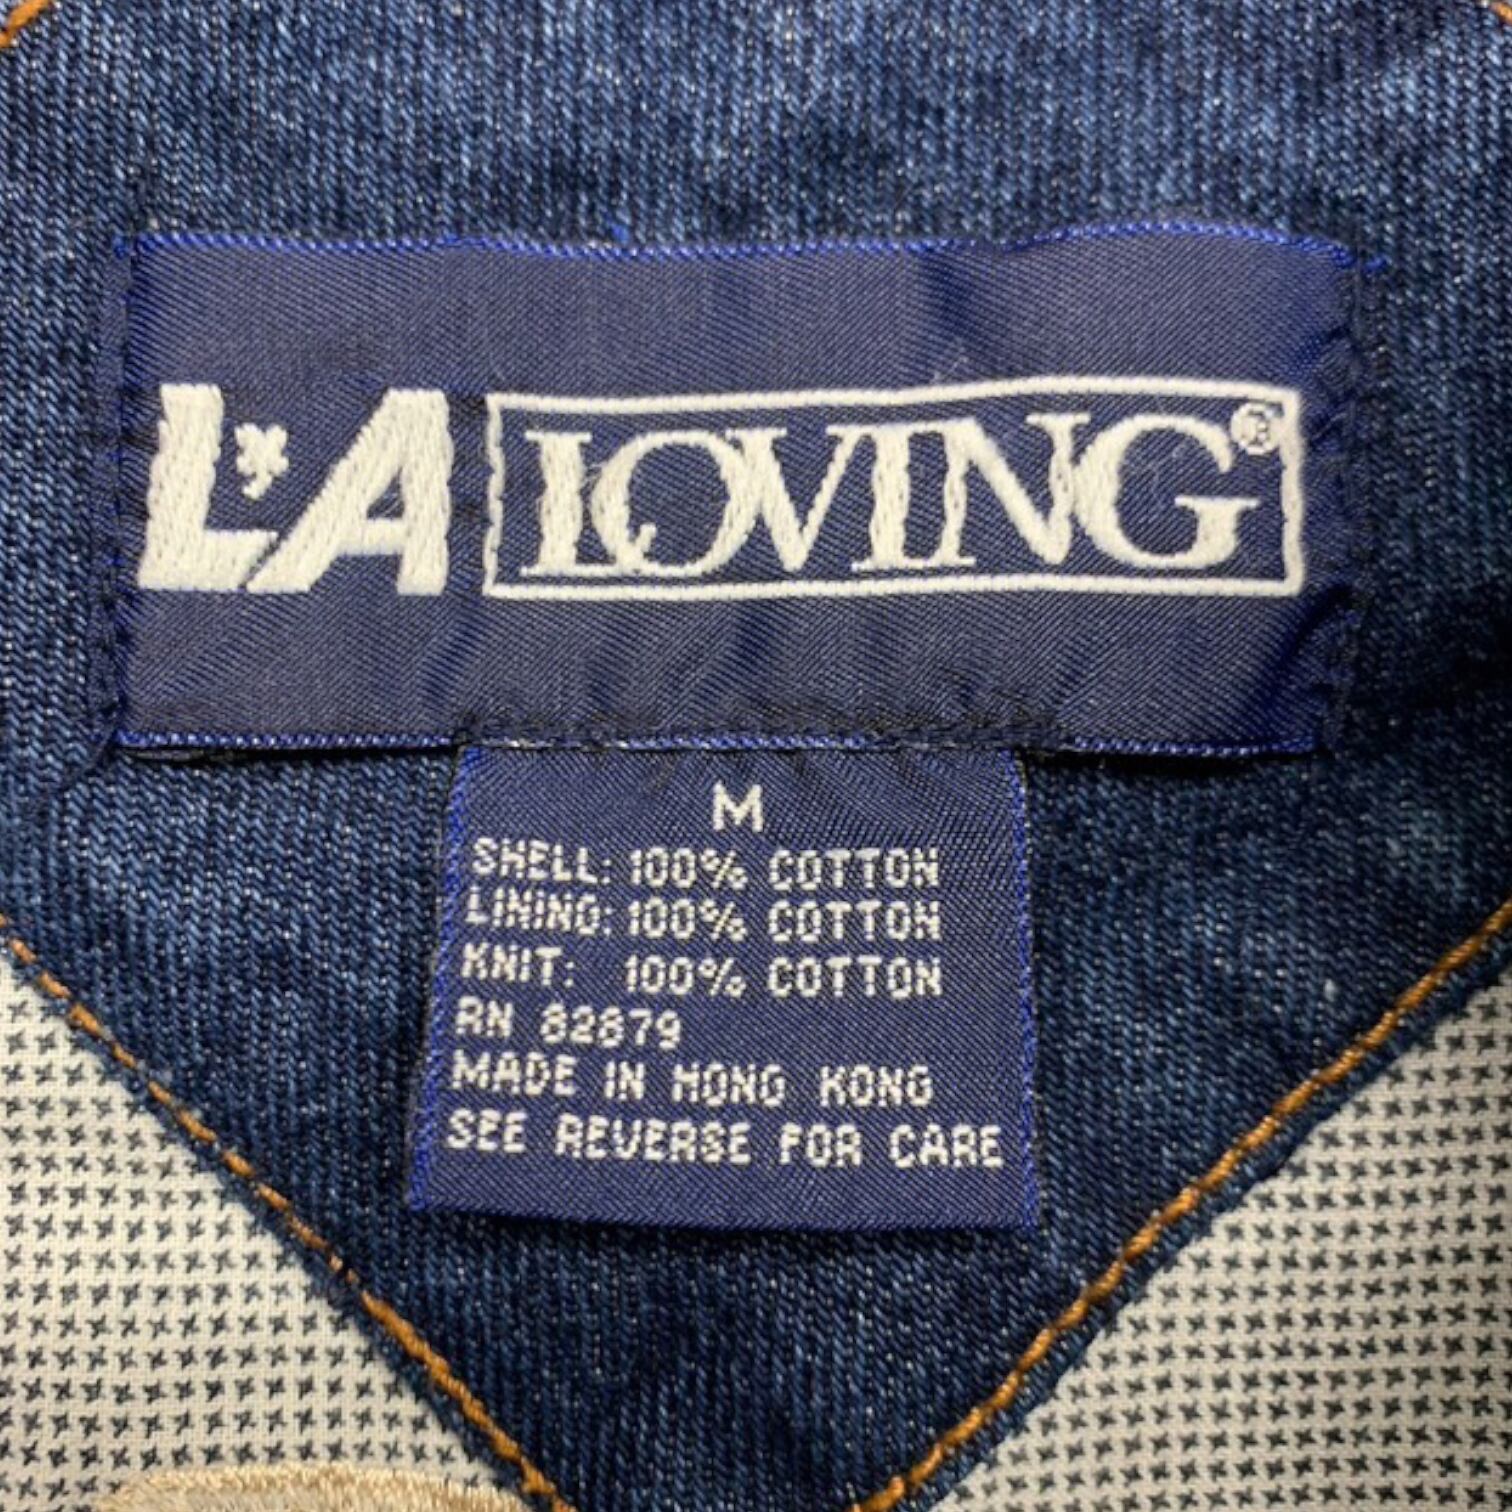 L.A LOVING®
M
SHELL: 100% COTTON
LINING: 100% COTTON
KNIT: 100% COTTON
RN 82879
MADE IN HONG KONG
SEE REVERSE FOR CARE